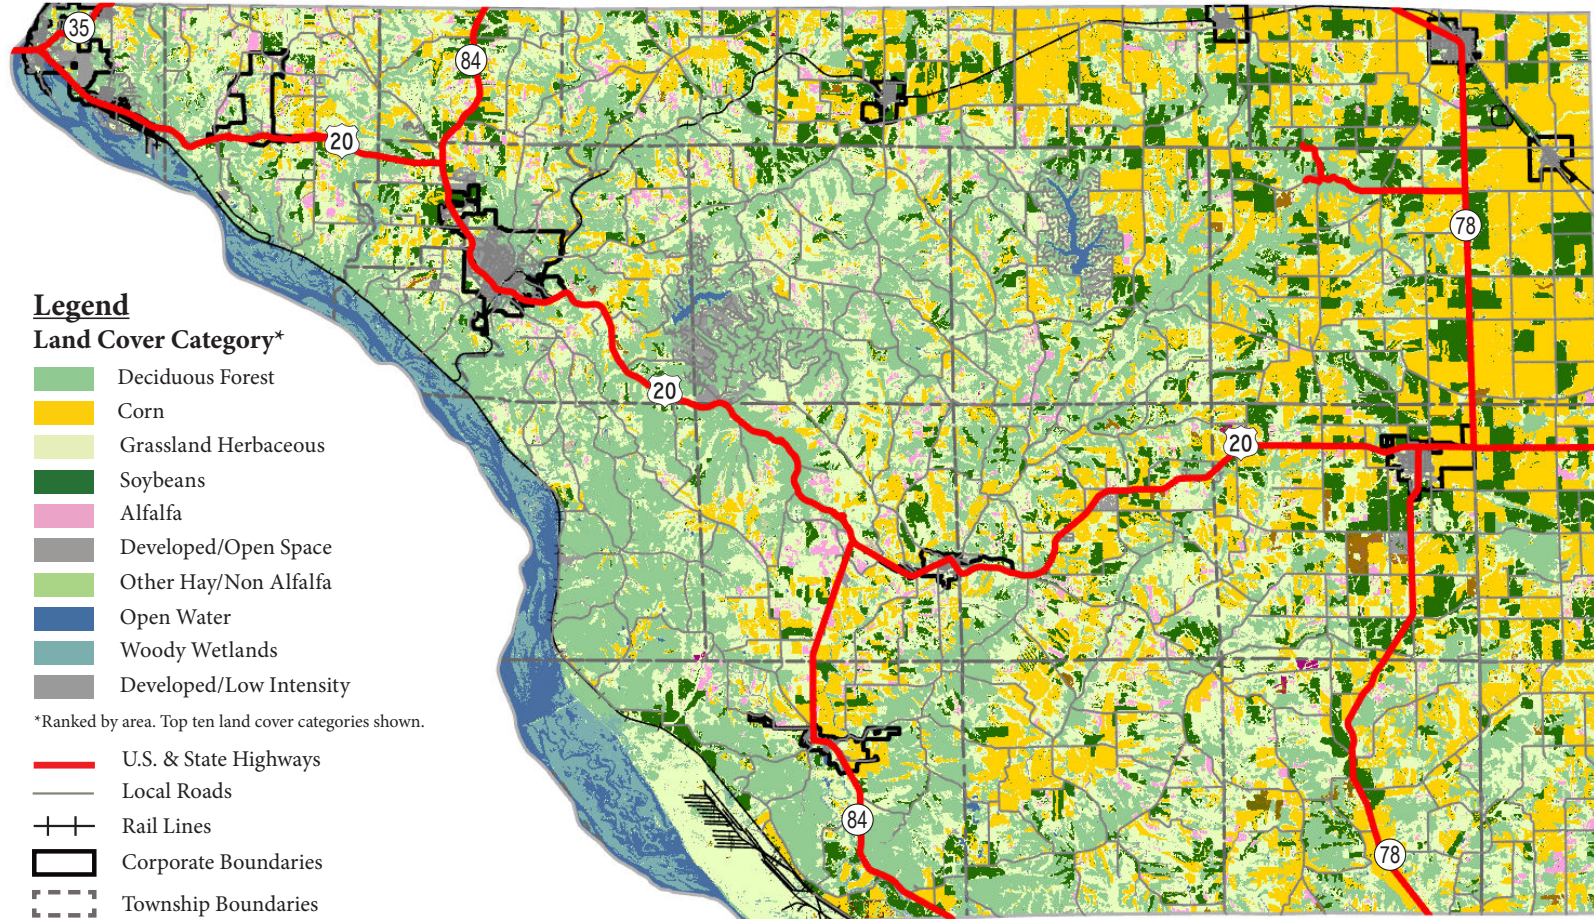 35
84
20
78
20
20
84
78
Legend
Land Cover Category*
Deciduous Forest
Corn
Grassland Herbaceous
Soybeans
Alfalfa
Developed/Open Space
Other Hay/Non Alfalfa
Open Water
Woody Wetlands
Developed/Low Intensity
*Ranked by area. Top ten land cover categories shown.
U.S. & State Highways
Local Roads
Rail Lines
Corporate Boundaries
Township Boundaries